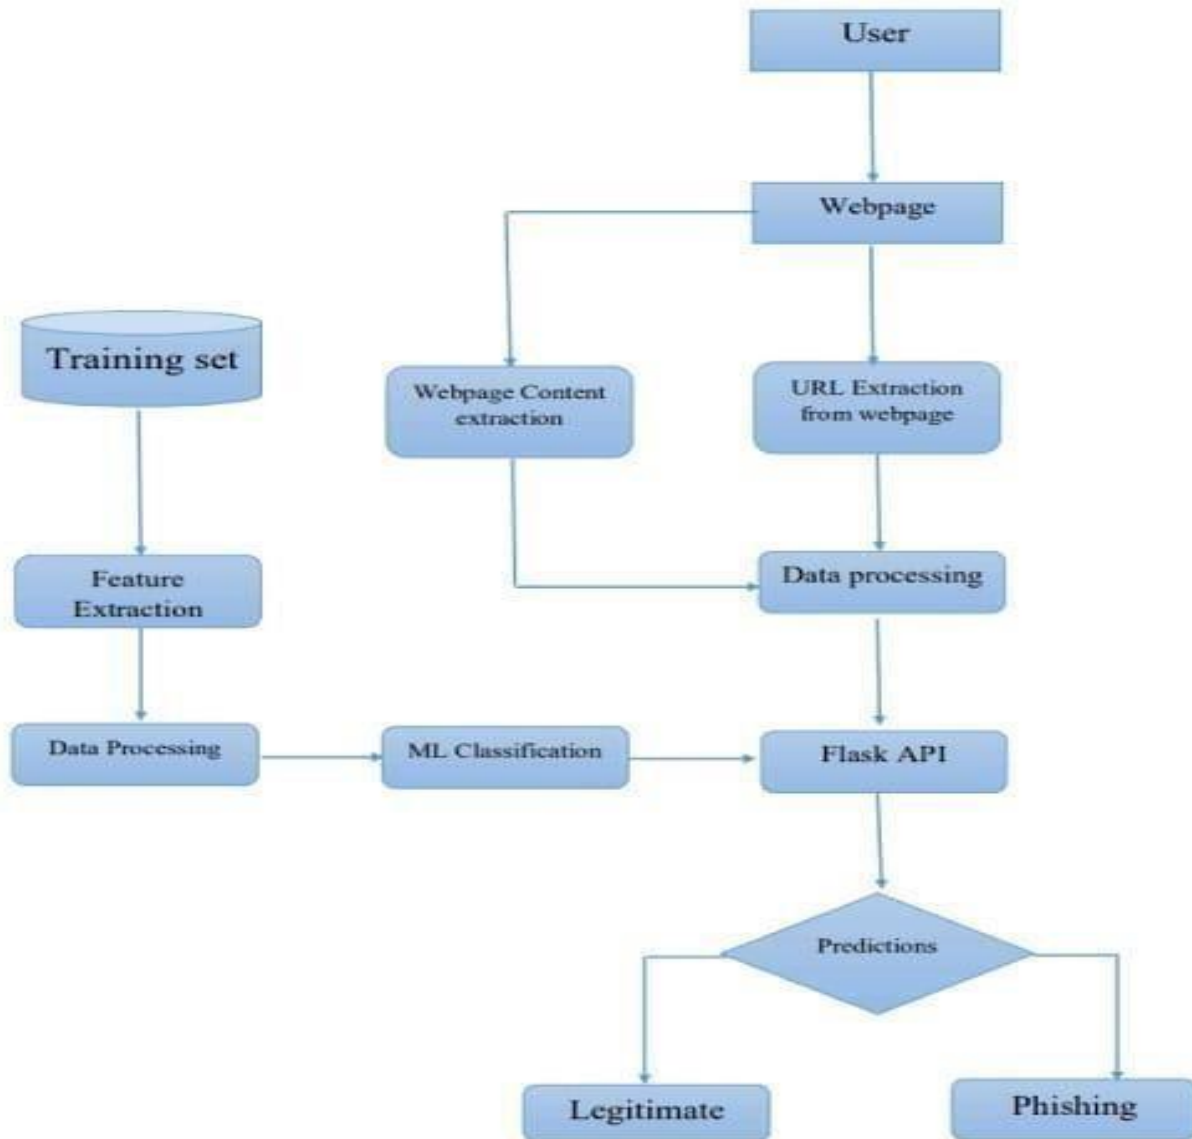 User
Webpage
Training set
Webpage Content
extraction
URL Extraction
from webpage
Feature
Extraction
Data processing
Data Processing
ML Classification
Flask API
Predictions
Legitimate
Phishing